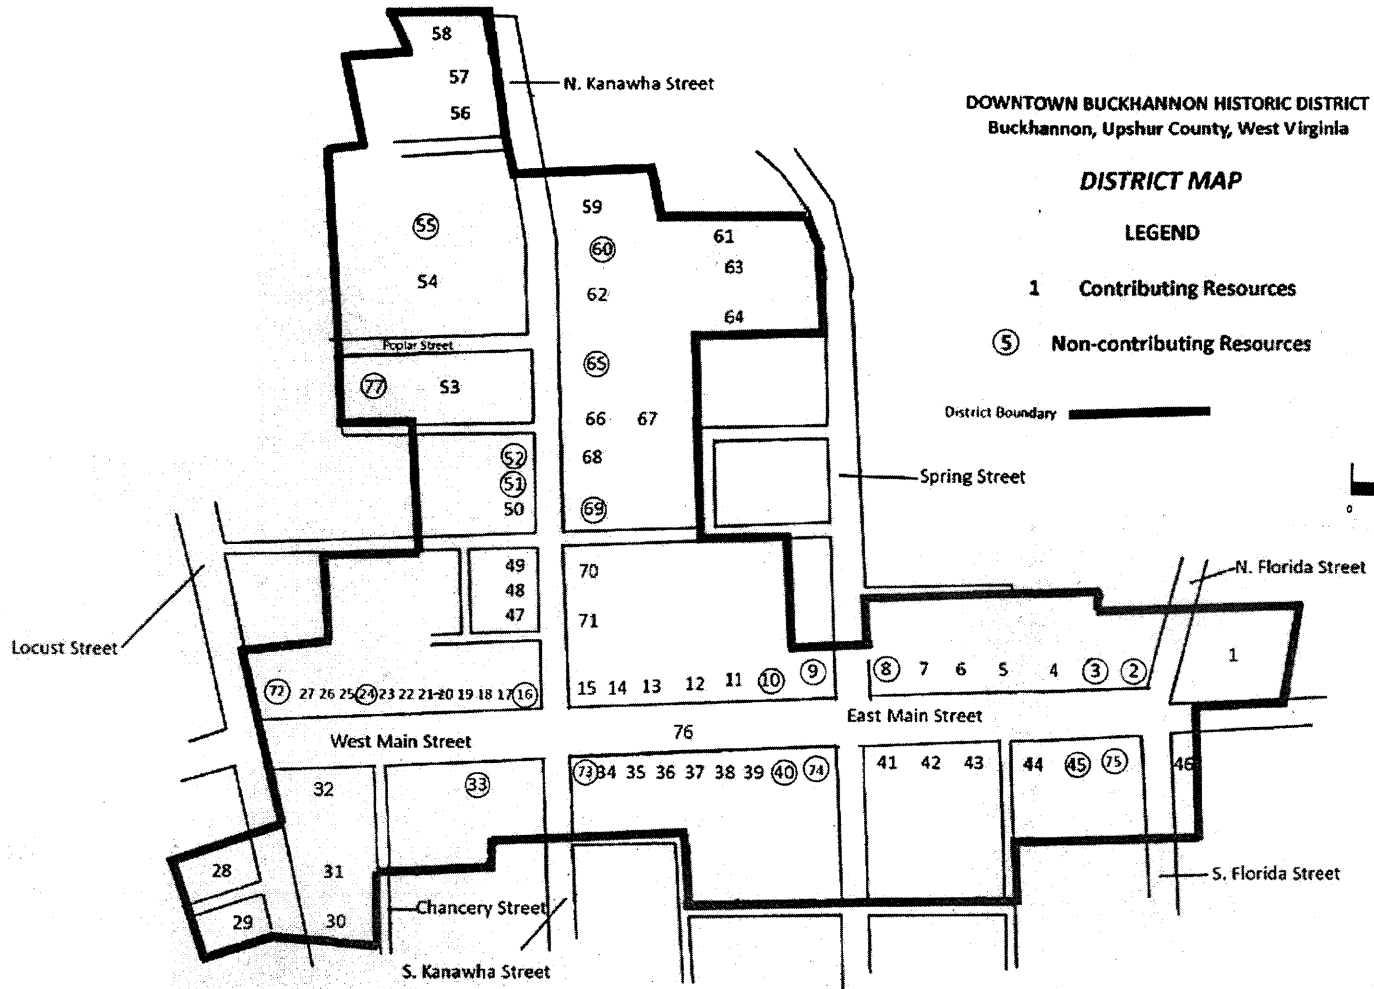 58
57
N. Kanawha Street
56
DOWNTOWN BUCKHANNON HISTORIC DISTRICT
Buckhannon, Upshur County, West Virginia
DISTRICT MAP
LEGEND
1 Contributing Resources
5 Non-contributing Resources
District Boundary
59
55
60
61
63
54
62
64
Poplar Street
65
77
53
66
67
52
68
51
50
69
Spring Street
0
49
70
48
47
71
N. Florida Street
Locust Street
72
27 26 25 24 23 22 21 20 19 18 17 16
15 14 13 12 11 10 9
8 7 6 5 4 3 2
1
West Main Street
76
East Main Street
32
33
73 34 35 36 37 38 39 40 74
41 42 43
44 45 75
46
28
31
S. Florida Street
29
30
Chancery Street
S. Kanawha Street